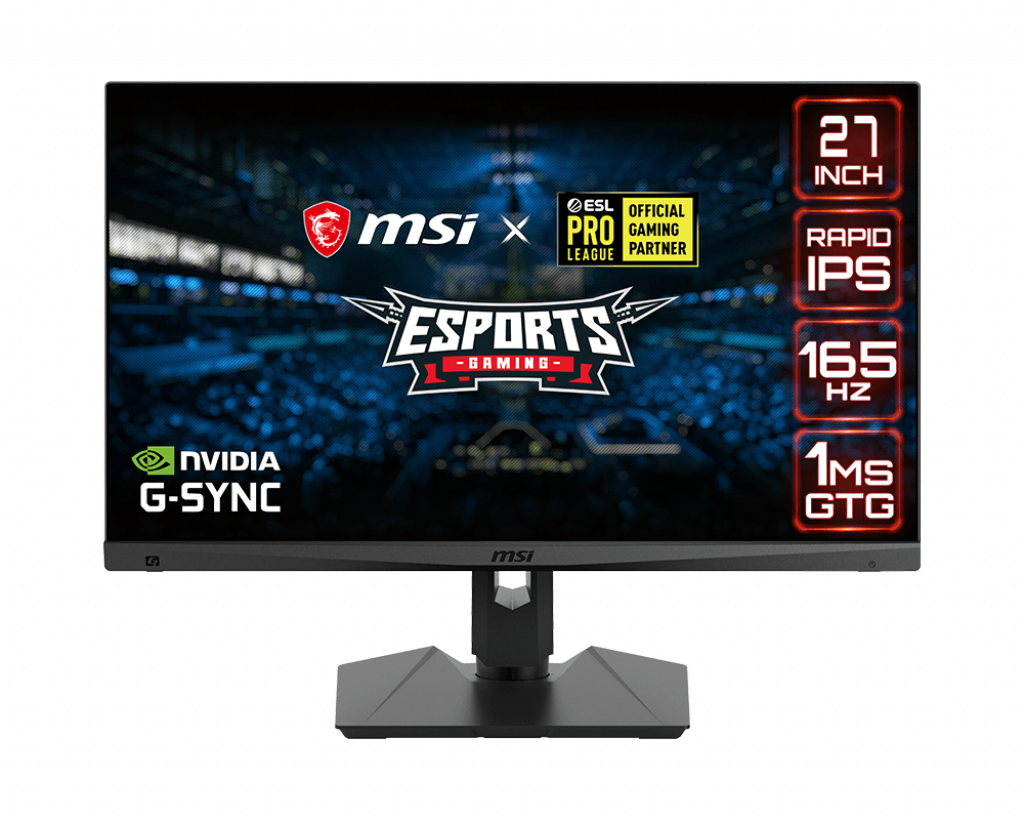 msi ×
ESL
PRO
LEAGUE
OFFICIAL
GAMING
PARTNER
ESPORTS
- GAMING -
NVIDIA
G-SYNC
27
INCH
RAPID
IPS
165
HZ
1MS
GTG
msi